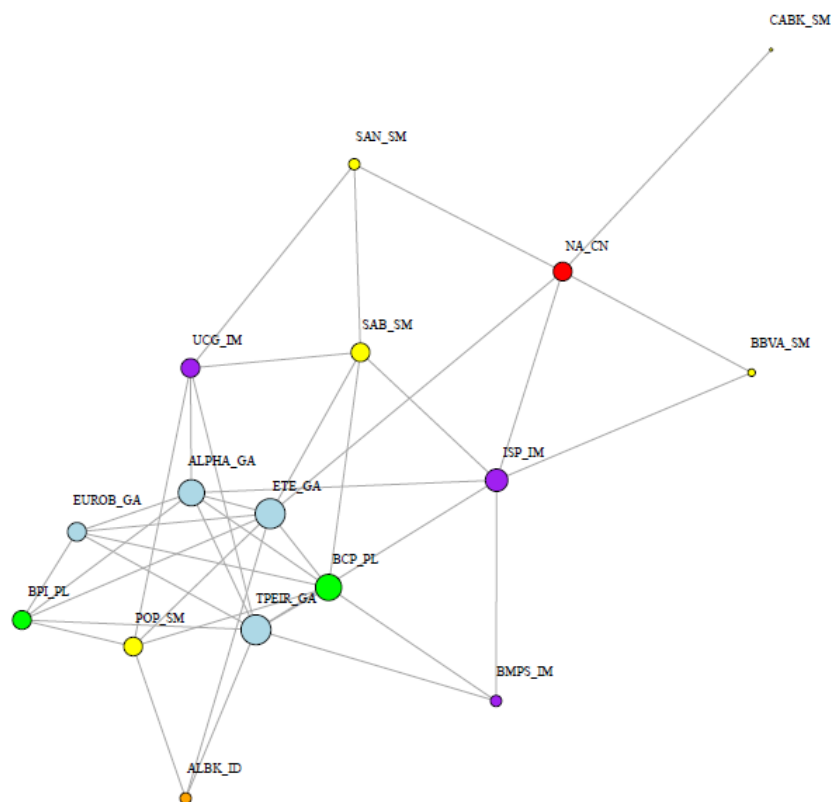 CABK_SM
SAN_SM
NA_CN
SAB_SM
UCG_IM
BBVA_SM
ISP_IM
ALPHA_GA
ETE_GA
EUROB_GA
BCP_PL
BPI_PL
TPEIR_GA
POP_SM
BMPS_IM
ALBK_ID